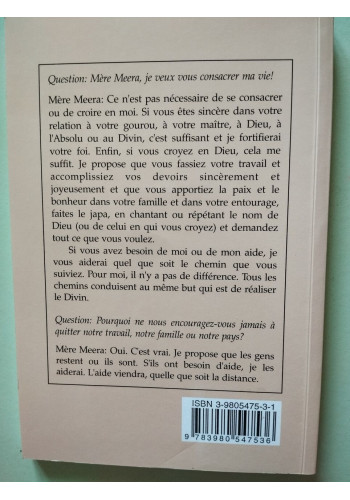 Question: Mère Meera, je veux vous consacrer ma vie!
Mère Meera: Ce n'est pas nécessaire de se consacrer
ou de croire en moi. Si vous êtes sincère dans votre
relation à votre gourou, à votre maître, à Dieu, à
l'Absolu ou au Divin, c'est suffisant et je fortifierai
votre foi. Enfin, si vous croyez en Dieu, cela me
suffit. Je propose que vous fassiez votre travail et
accomplissiez vos devoirs sincèrement et
joyeusement et que vous apportiez la paix et le
bonheur dans votre famille et dans votre entourage,
faites le japa, en chantant ou répétant le nom de
Dieu (ou de celui en qui vous croyez) et demandez
tout ce que vous voulez.
Si vous avez besoin de moi ou de mon aide, je
vous aiderai quel que soit le chemin que vous
suiviez. Pour moi, il n'y a pas de différence. Tous les
chemins conduisent au même but qui est de réaliser
le Divin.
Question: Pourquoi ne nous encouragez-vous jamais à
quitter notre travail, notre famille ou notre pays?
Mère Meera: Oui. C'est vrai. Je propose que les gens
restent ou ils sont. S'ils ont besoin d'aide, je les
aiderai. L'aide viendra, quelle que soit la distance.
ISBN 3-9805475-3-1
9 783980 547536